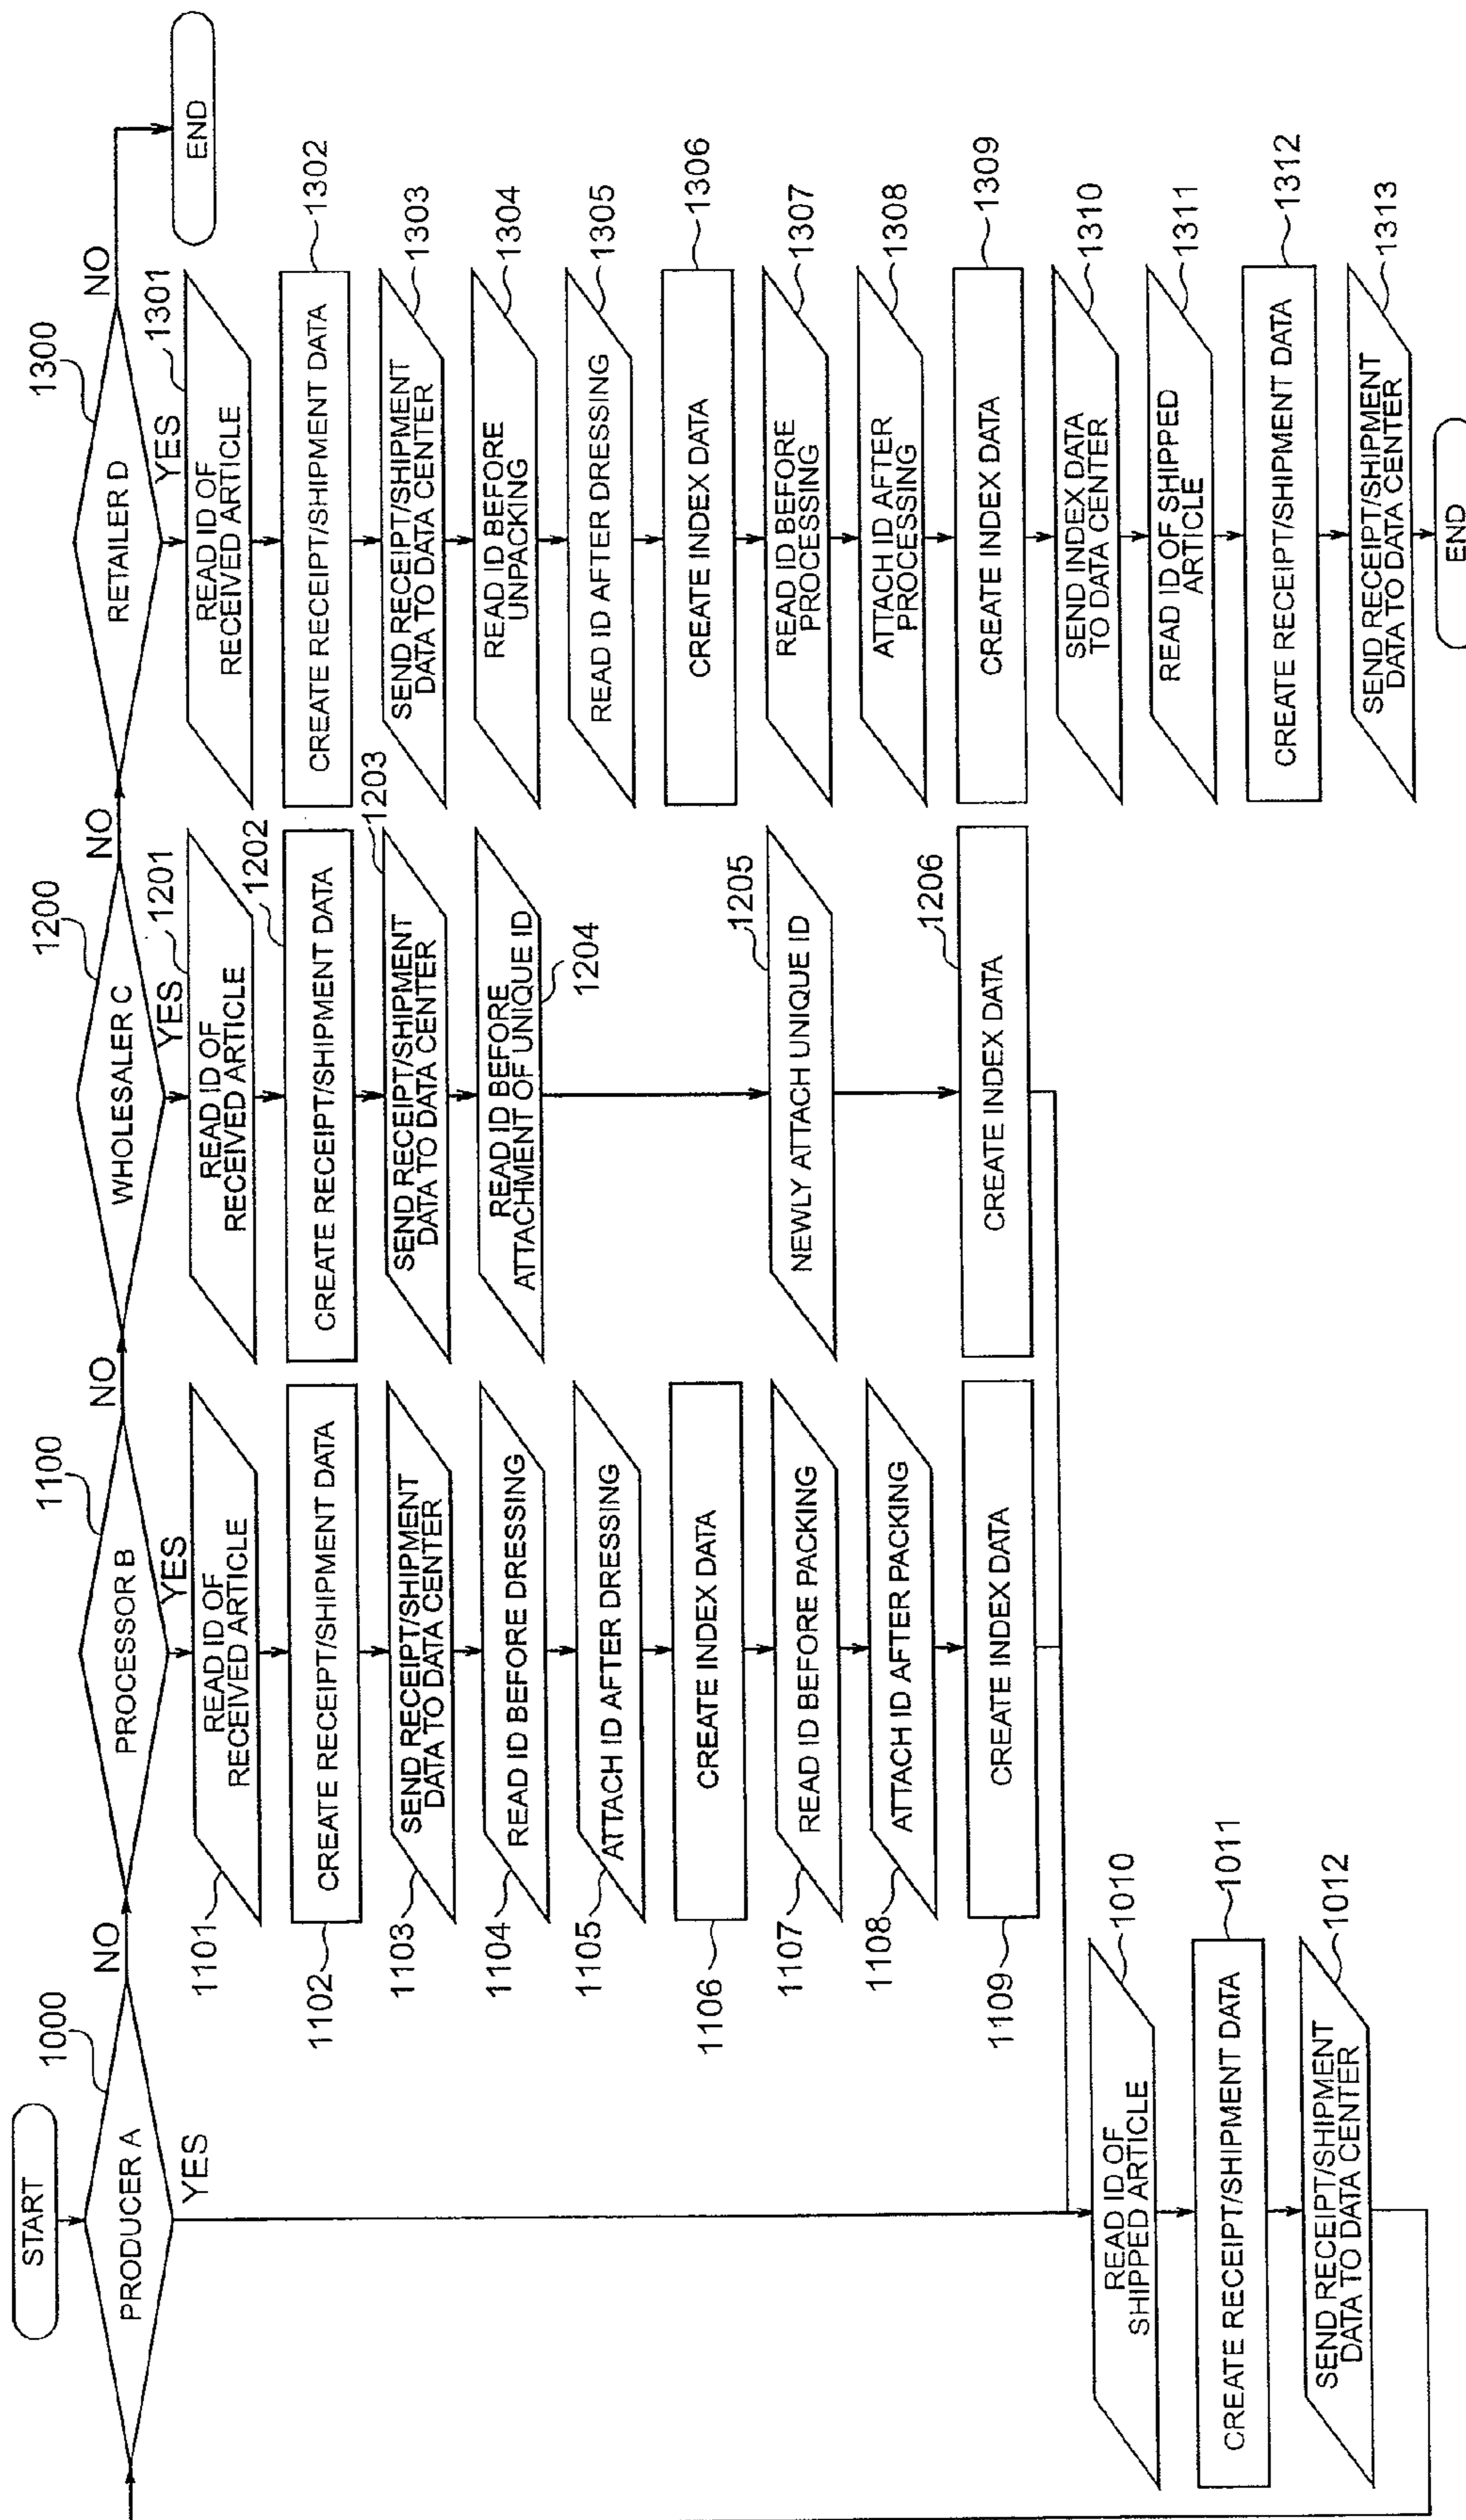 START
1000
PRODUCER A
NO
YES
1100
PROCESSOR B
NO
YES
1101
READ ID OF
RECEIVED ARTICLE
1102
CREATE RECEIPT/SHIPMENT DATA
1103
SEND RECEIPT/SHIPMENT
DATA TO DATA CENTER
1104
READ ID BEFORE DRESSING
1105
ATTACH ID AFTER DRESSING
1106
CREATE INDEX DATA
1107
READ ID BEFORE PACKING
1108
ATTACH ID AFTER PACKING
1109
CREATE INDEX DATA
1010
READ ID OF
SHIPPED ARTICLE
1011
CREATE RECEIPT/SHIPMENT DATA
1012
SEND RECEIPT/SHIPMENT
DATA TO DATA CENTER
1200
WHOLESALER C
NO
YES
1201
READ ID OF
RECEIVED ARTICLE
1202
CREATE RECEIPT/SHIPMENT DATA
1203
SEND RECEIPT/SHIPMENT
DATA TO DATA CENTER
READ ID BEFORE
ATTACHMENT OF UNIQUE ID
1204
1205
NEWLY ATTACH UNIQUE ID
1206
CREATE INDEX DATA
1300
RETAILER D
NO
END
YES
1301
READ ID OF
RECEIVED ARTICLE
CREATE RECEIPT/SHIPMENT DATA
1302
SEND RECEIPT/SHIPMENT
DATA TO DATA CENTER
1303
READ ID BEFORE
UNPACKING
1304
READ ID AFTER DRESSING
1305
CREATE INDEX DATA
1306
READ ID BEFORE
PROCESSING
1307
ATTACH ID AFTER
PROCESSING
1308
CREATE INDEX DATA
1309
SEND INDEX DATA
TO DATA CENTER
1310
READ ID OF SHIPPED
ARTICLE
1311
CREATE RECEIPT/SHIPMENT DATA
1312
SEND RECEIPT/SHIPMENT
DATA TO DATA CENTER
1313
END